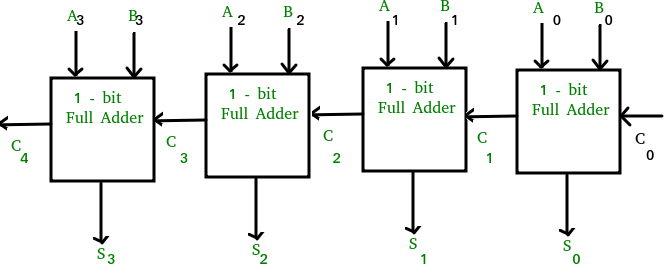 A3 B3 A2 B2 A1 B1 A0 B0
1 - bit 1 - bit 1 - bit 1 - bit
Full Adder Full Adder Full Adder Full Adder
C4 C3 C2 C1 C0
S3 S2 S1 S0